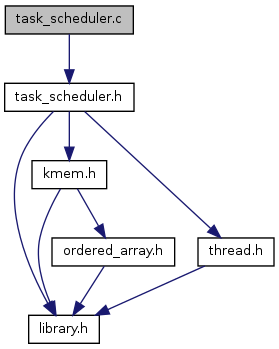 task_scheduler.c
task_scheduler.h
kmem.h
ordered_array.h
thread.h
library.h